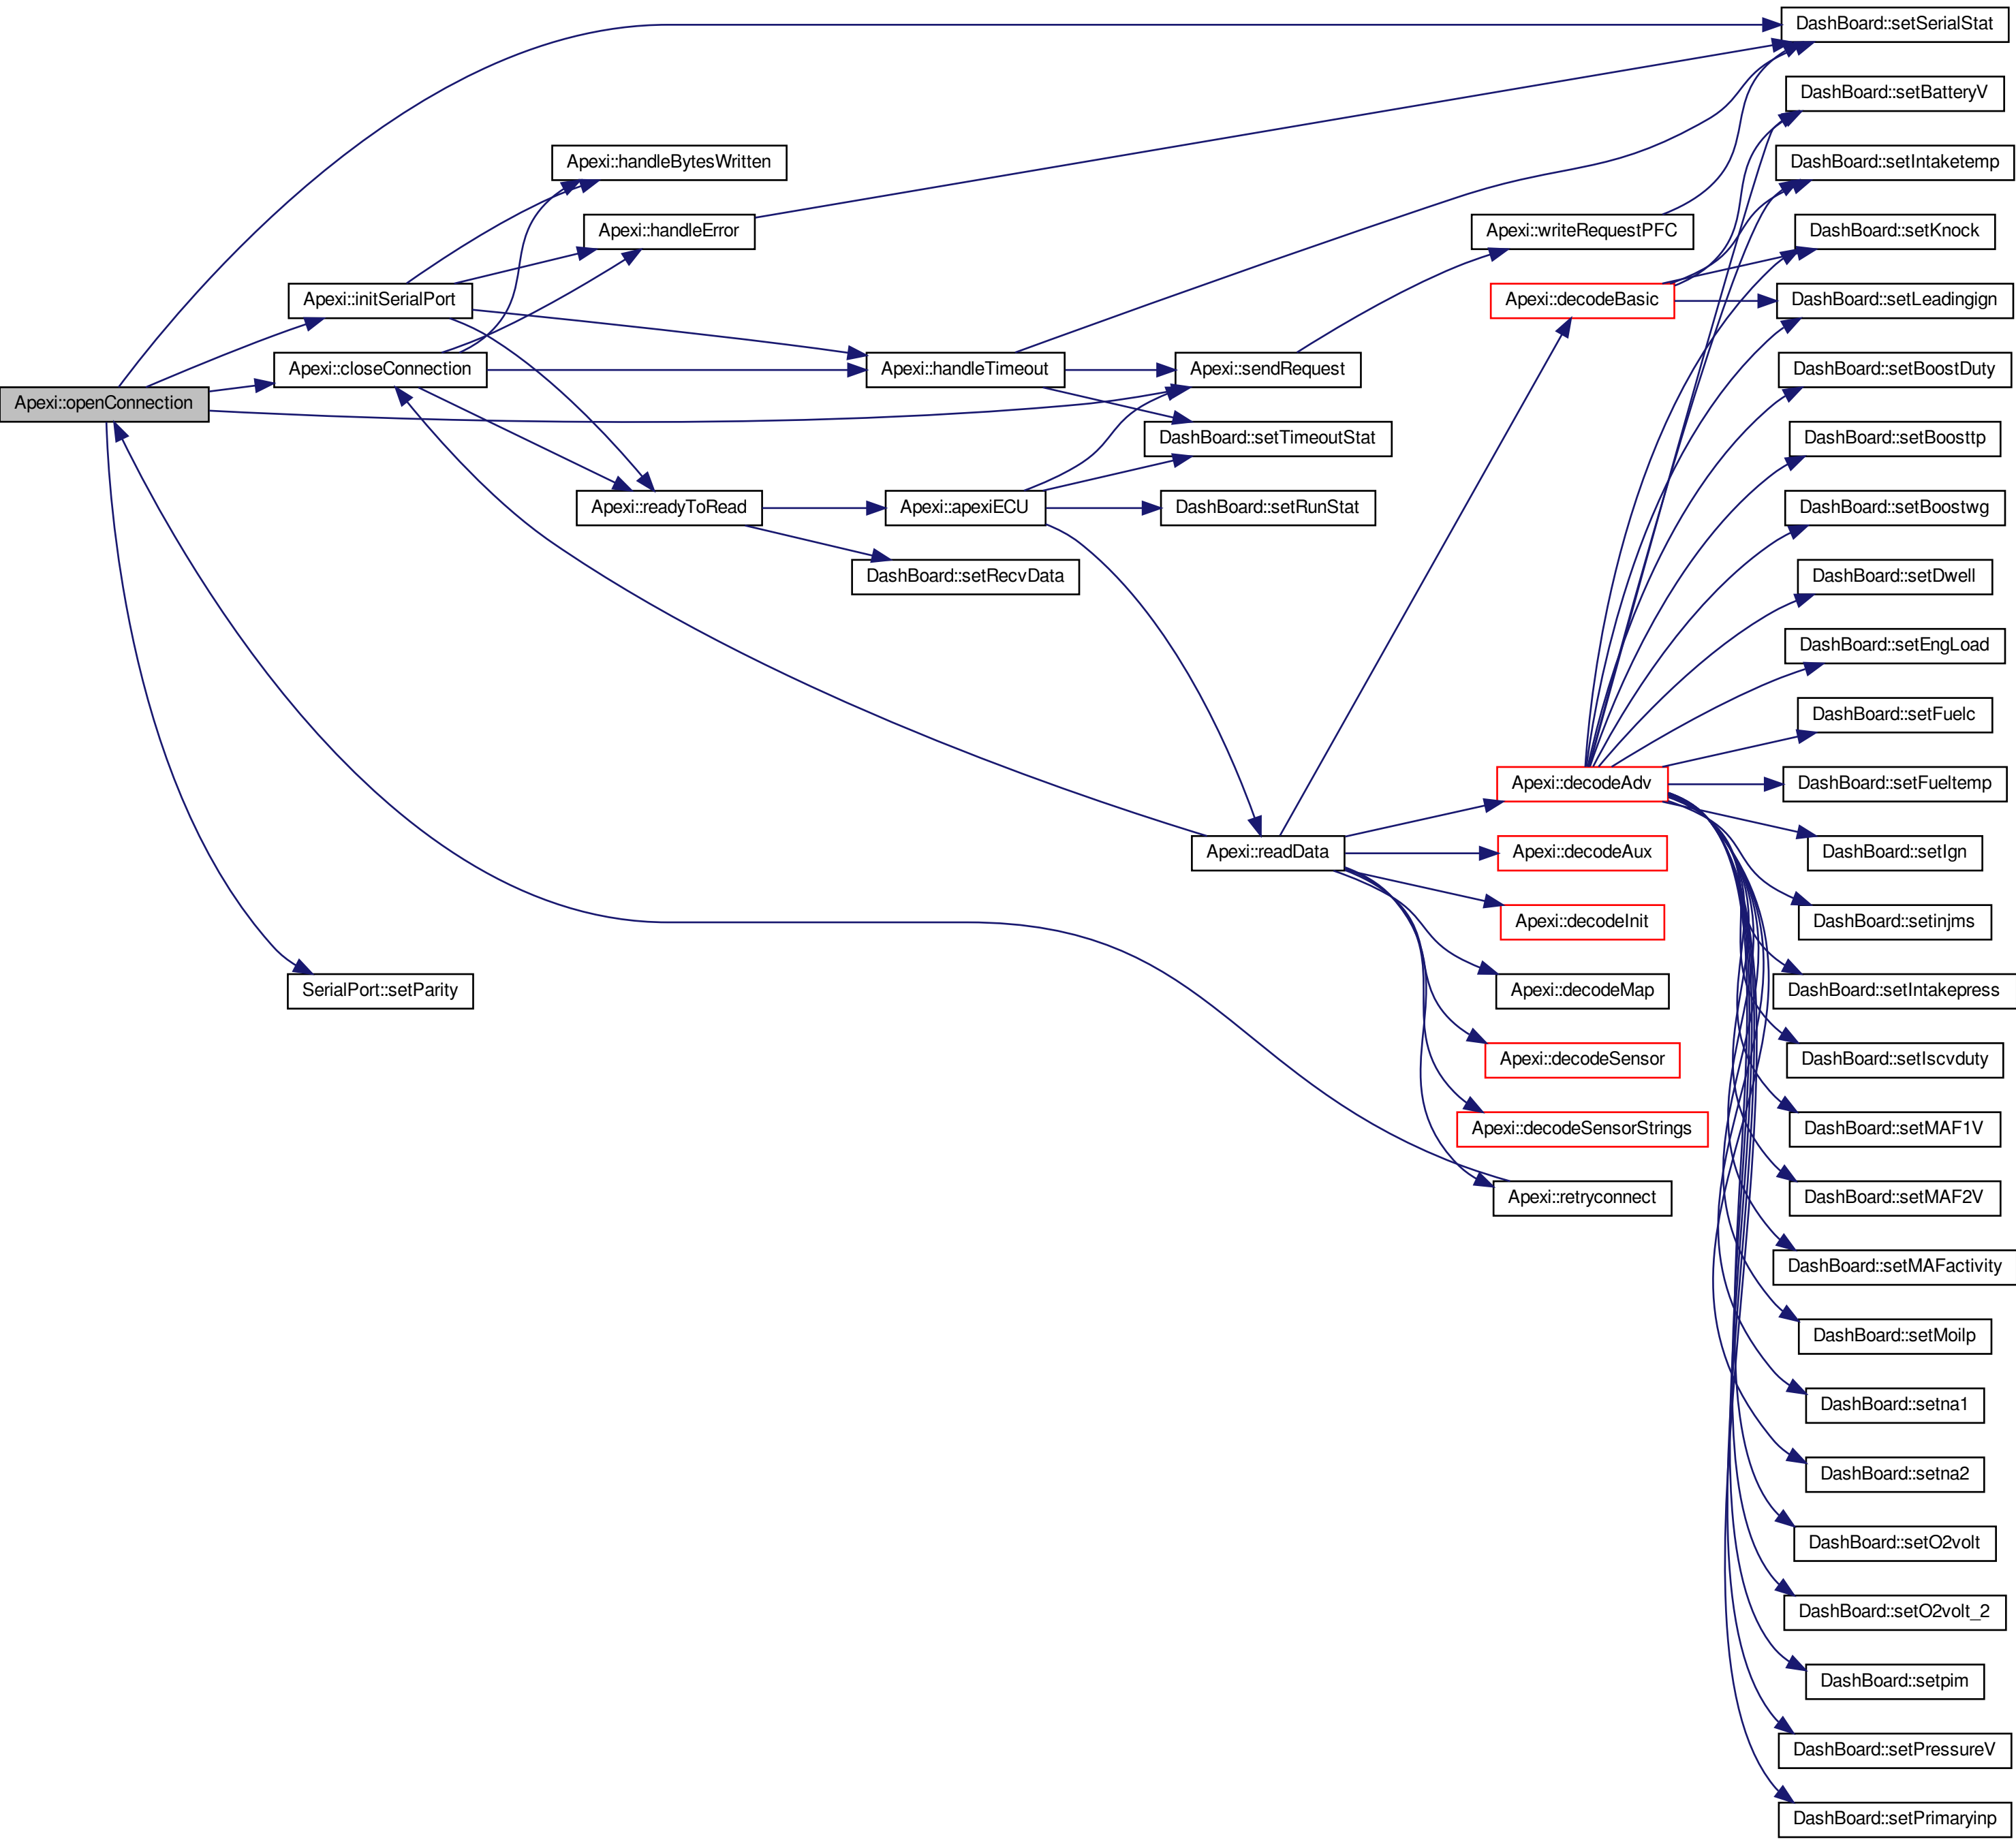 DashBoard::setSerialStat
DashBoard::setBatteryV
Apexi::handleBytesWritten
DashBoard::setIntaketemp
Apexi::handleError
Apexi::writeRequestPFC
DashBoard::setKnock
Apexi::initSerialPort
Apexi::decodeBasic
DashBoard::setLeadingign
Apexi::closeConnection
Apexi::handleTimeout
Apexi::sendRequest
DashBoard::setBoostDuty
Apexi::openConnection
DashBoard::setTimeoutStat
DashBoard::setBoosttp
Apexi::readyToRead
Apexi::apexiECU
DashBoard::setRunStat
DashBoard::setBoostwg
DashBoard::setRecvData
DashBoard::setDwell
DashBoard::setEngLoad
DashBoard::setFuelc
Apexi::decodeAdv
DashBoard::setFueltemp
Apexi::readData
Apexi::decodeAux
DashBoard::setIgn
Apexi::decodeInit
DashBoard::setinjms
SerialPort::setParity
Apexi::decodeMap
DashBoard::setIntakepress
Apexi::decodeSensor
DashBoard::setIscvduty
Apexi::decodeSensorStrings
DashBoard::setMAF1V
Apexi::retryconnect
DashBoard::setMAF2V
DashBoard::setMAFactivity
DashBoard::setMoilp
DashBoard::setna1
DashBoard::setna2
DashBoard::setO2volt
DashBoard::setO2volt_2
DashBoard::setpim
DashBoard::setPressureV
DashBoard::setPrimaryinp